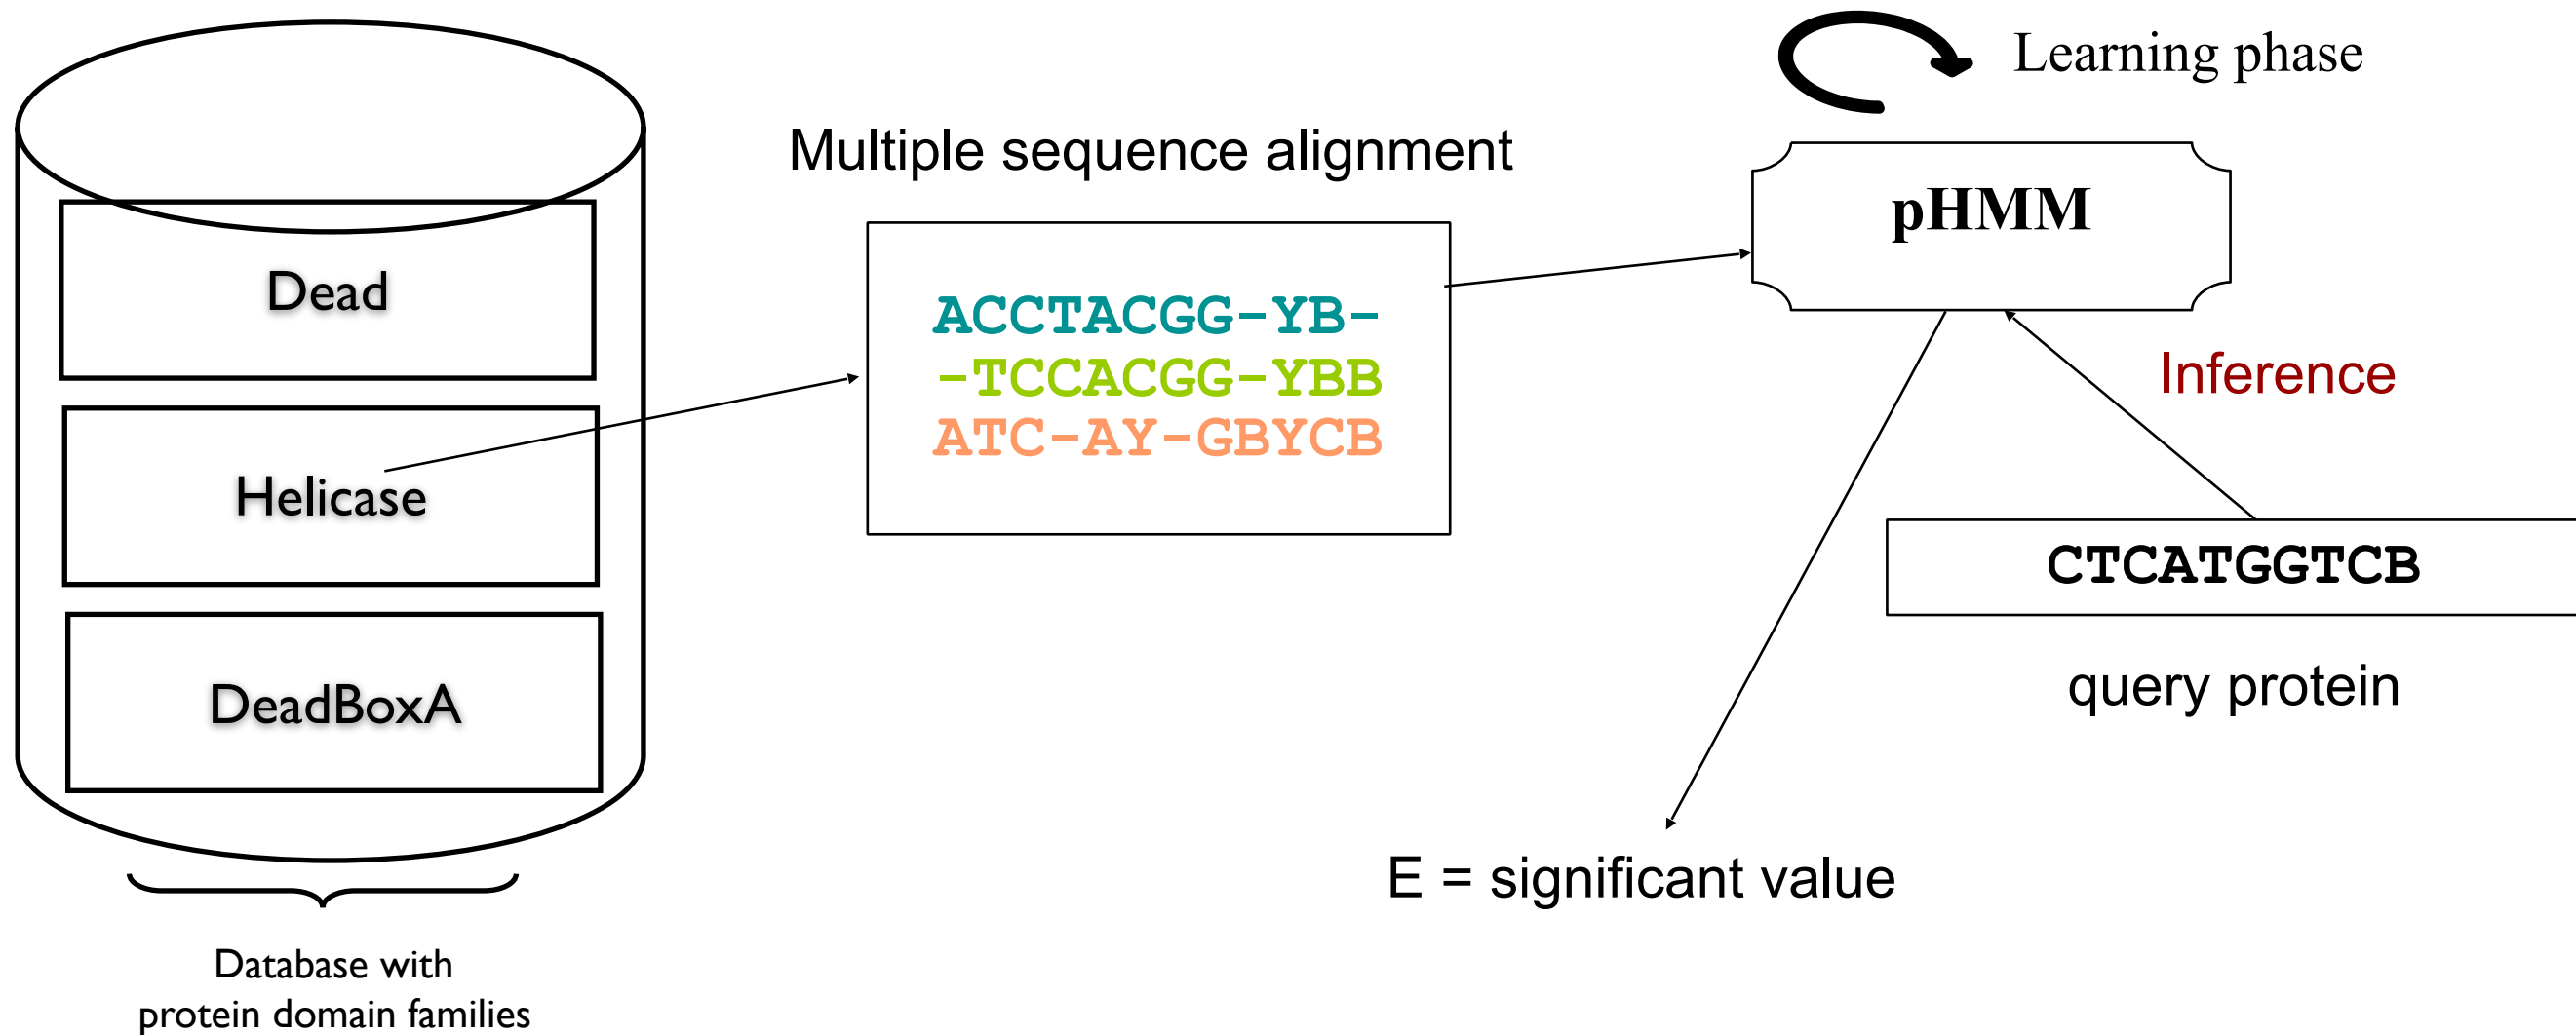 Learning phase
Multiple sequence alignment
pHMM
Dead
ACCTACGG-YB-
-TCCACGG-YBB
ATC-AY-GBYCB
Inference
Helicase
CTCATGGTCB
DeadBoxA
query protein
E = significant value
Database with
protein domain families